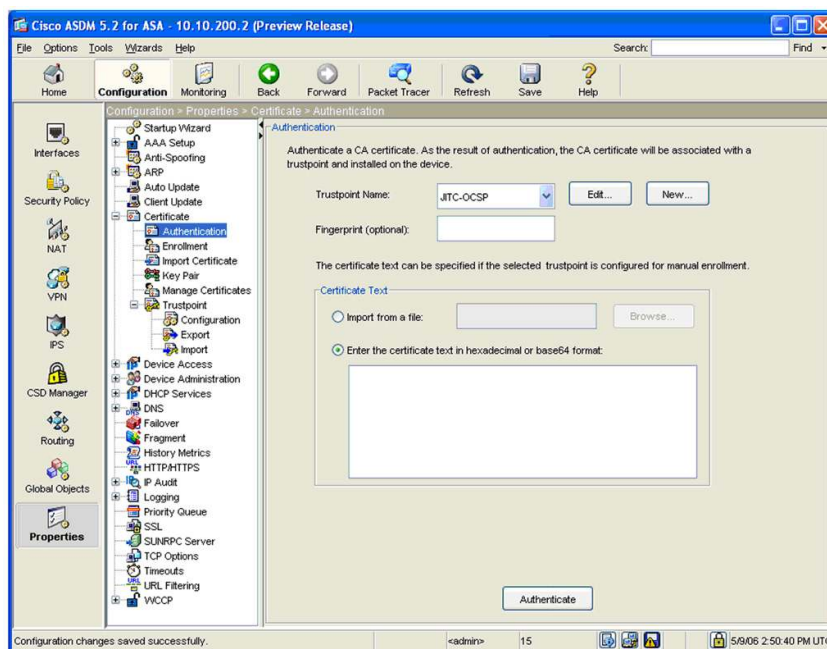 Cisco ASDM 5.2 for ASA - 10.10.200.2 (Preview Release)
File Options Tools Wizards Help Search: Find
Home Configuration Monitoring Back Forward Packet Tracer Refresh Save Help
Configuration > Properties > Certificate > Authentication
Interfaces
Security Policy
NAT
VPN
IPS
CSD Manager
Routing
Global Objects
Properties
Startup Wizard
AAA Setup
Anti-Spoofing
ARP
Auto Update
Client Update
Certificate
Authentication
Enrollment
Import Certificate
Key Pair
Manage Certificates
Trustpoint
Configuration
Export
Import
Device Access
Device Administration
DHCP Services
DNS
Failover
Fragment
History Metrics
HTTP/HTTPS
IP Audit
Logging
Priority Queue
SSL
SUNRPC Server
TCP Options
Timeouts
URL Filtering
WCCP
Authentication
Authenticate a CA certificate. As the result of authentication, the CA certificate will be associated with a
trustpoint and installed on the device.
Trustpoint Name: JITC-OCSP Edit... New...
Fingerprint (optional):
The certificate text can be specified if the selected trustpoint is configured for manual enrollment.
Certificate Text
Import from a file: Browse...
Enter the certificate text in hexadecimal or base64 format:
Authenticate
Configuration changes saved successfully. <admin> 15 5/9/06 2:50:40 PM UTC